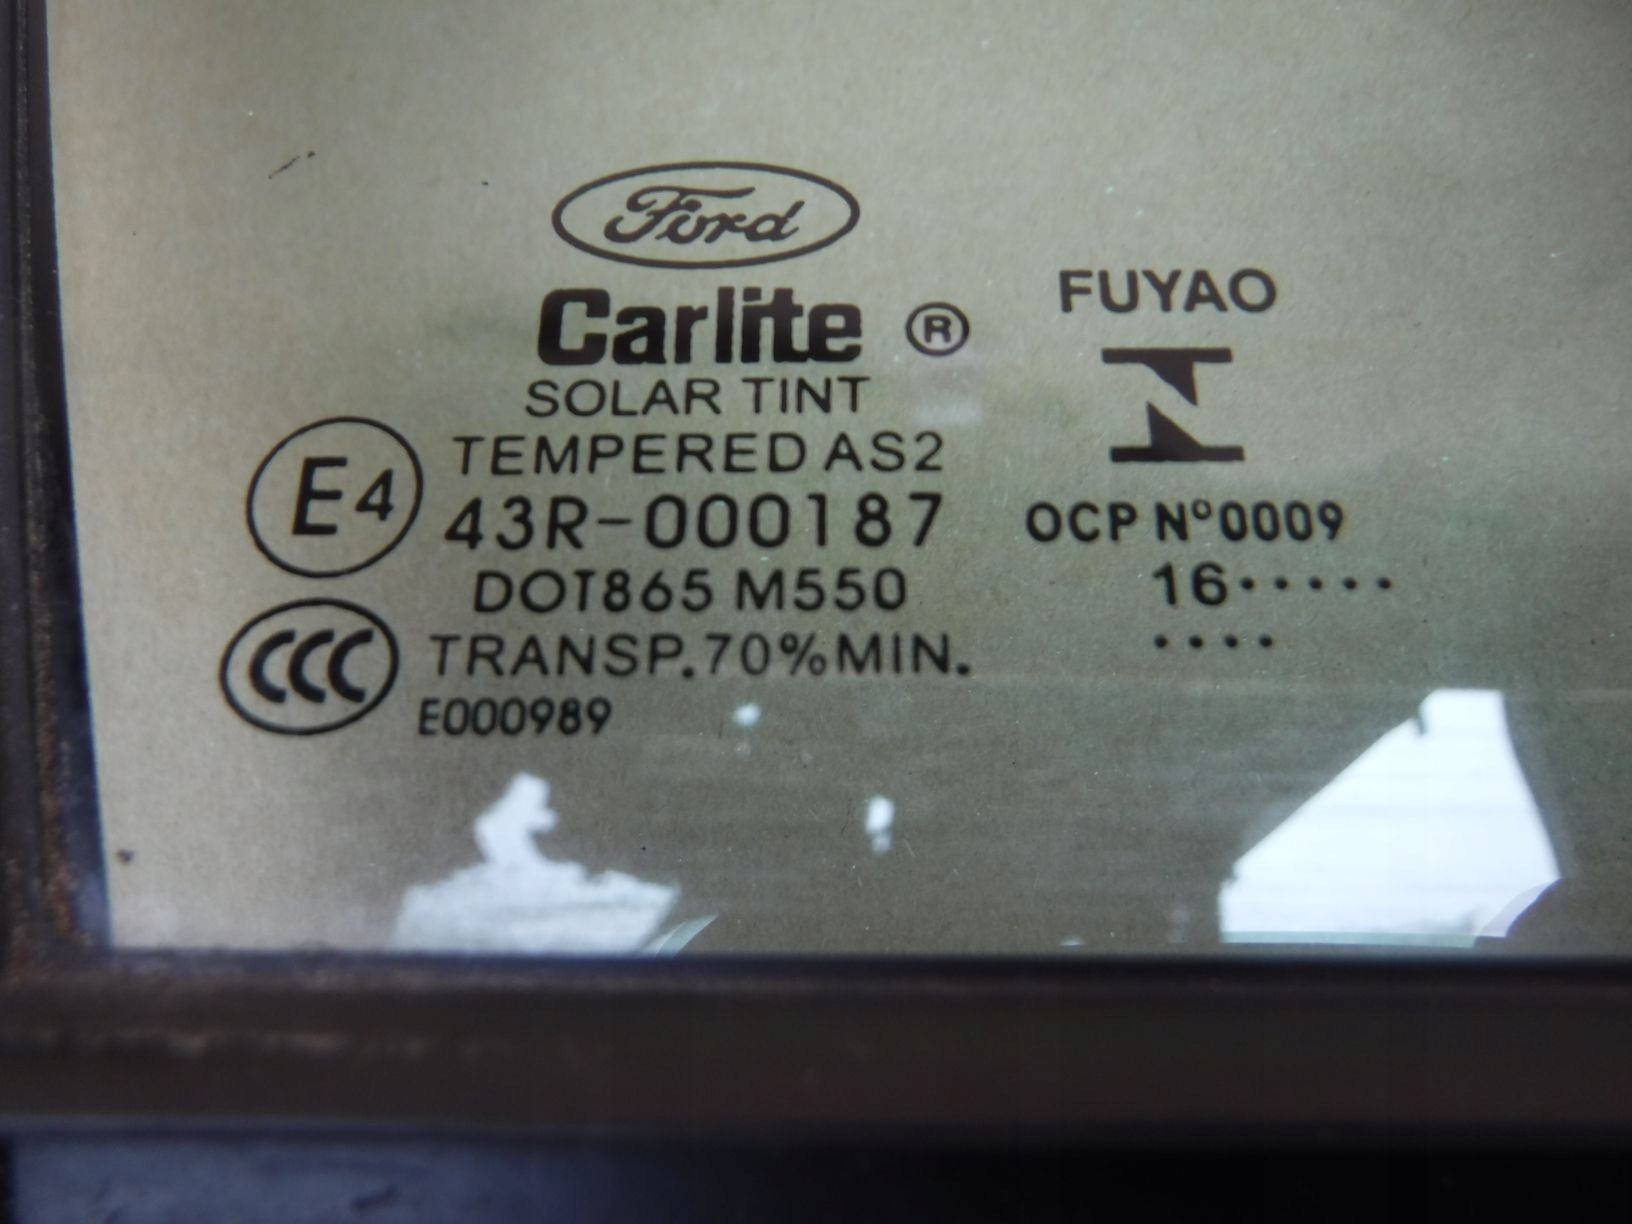 Ford
Carlite ®
SOLAR TINT
TEMPERED AS2
E4
43R-000187
DOT865 M550
CCC
TRANSP.70%MIN.
E000989
FUYAO
OCP Nº0009
16·····
····